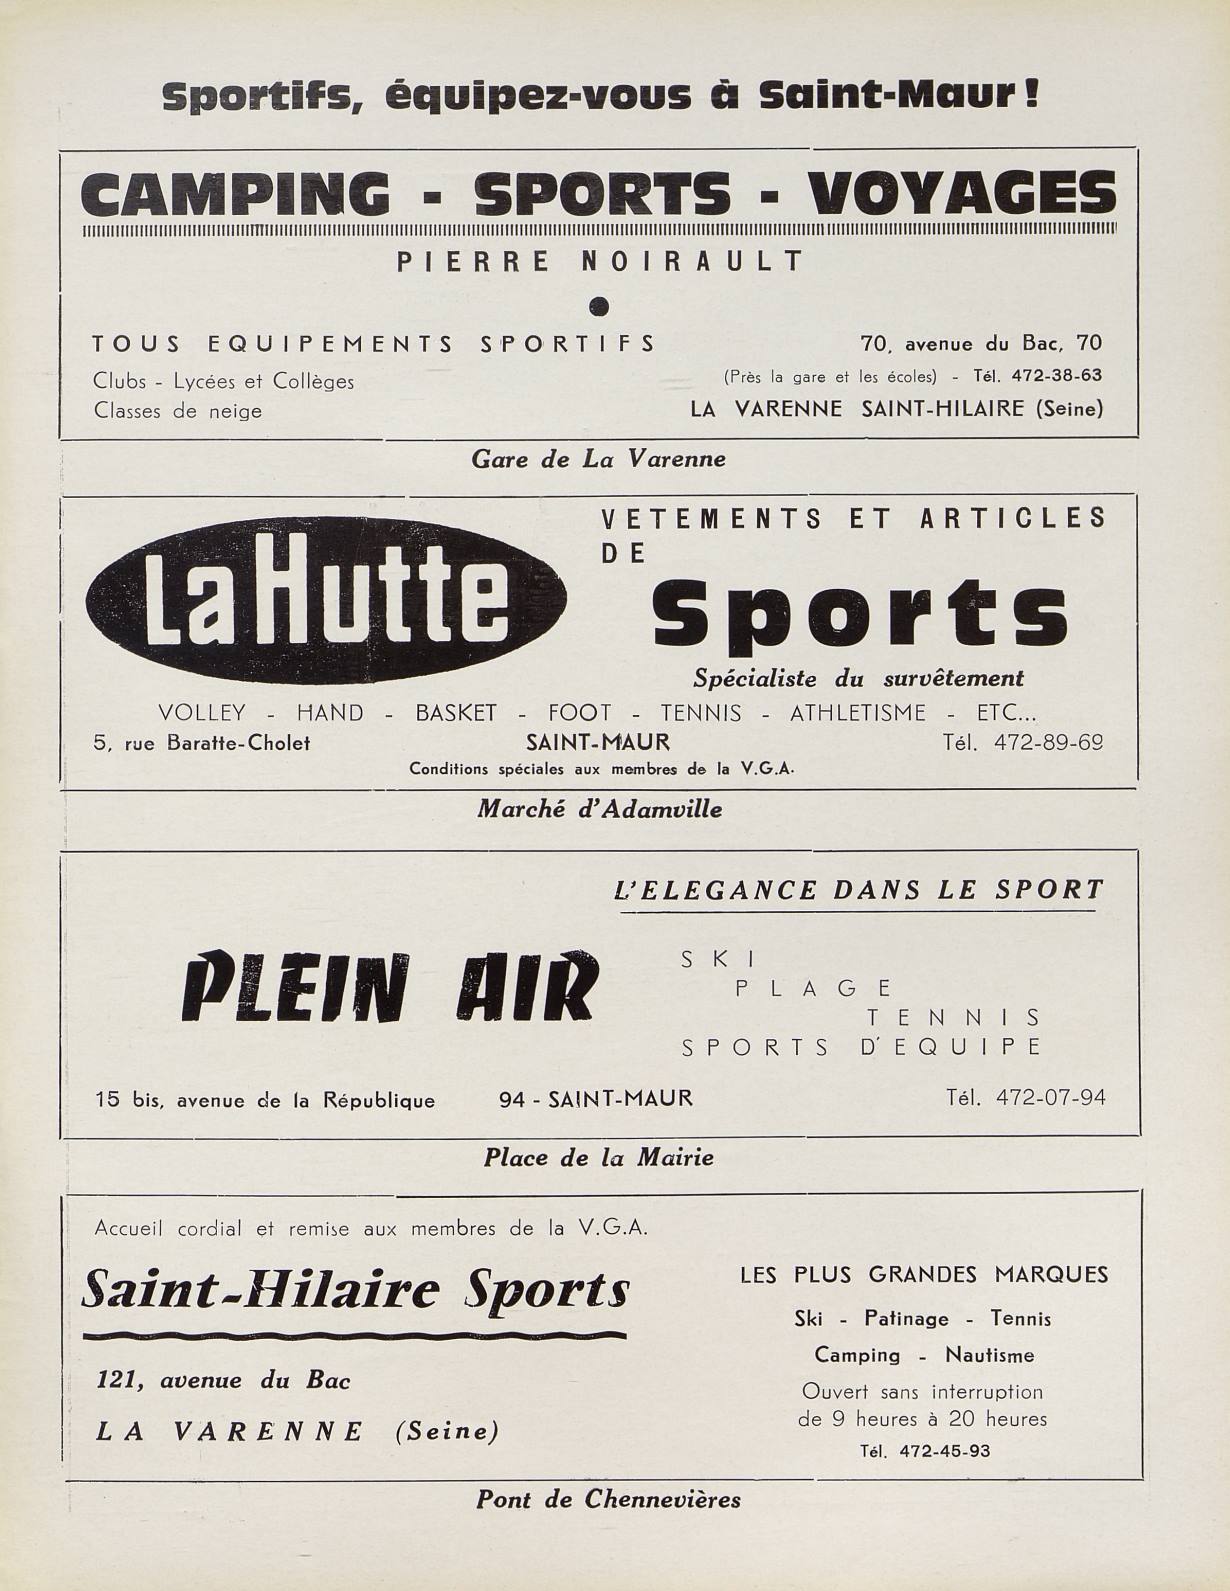 Sportifs, équipez-vous à Saint-Maur !
CAMPING - SPORTS - VOYAGES
PIERRE NOIRAULT
TOUS EQUIPEMENTS SPORTIFS
Clubs - Lycées et Collèges
Classes de neige
70, avenue du Bac, 70
(Près la gare et les écoles) - Tél. 472-38-63
LA VARENNE SAINT-HILAIRE (Seine)
Gare de La Varenne
La Hutte
VETEMENTS ET ARTICLES
DE
Sports
Spécialiste du survêtement
VOLLEY - HAND - BASKET - FOOT - TENNIS - ATHLETISME - ETC...
5, rue Baratte-Cholet SAINT-MAUR Tél. 472-89-69
Conditions spéciales aux membres de la V.G.A.
Marché d'Adamville
L'ELEGANCE DANS LE SPORT
PLEIN AIR
SKI
PLAGE
TENNIS
SPORTS D'EQUIPE
15 bis, avenue de la République 94 - SAINT-MAUR Tél. 472-07-94
Place de la Mairie
Accueil cordial et remise aux membres de la V.G.A.
Saint-Hilaire Sports
121, avenue du Bac
LA VARENNE (Seine)
LES PLUS GRANDES MARQUES
Ski - Patinage - Tennis
Camping - Nautisme
Ouvert sans interruption
de 9 heures à 20 heures
Tél. 472-45-93
Pont de Chennevières